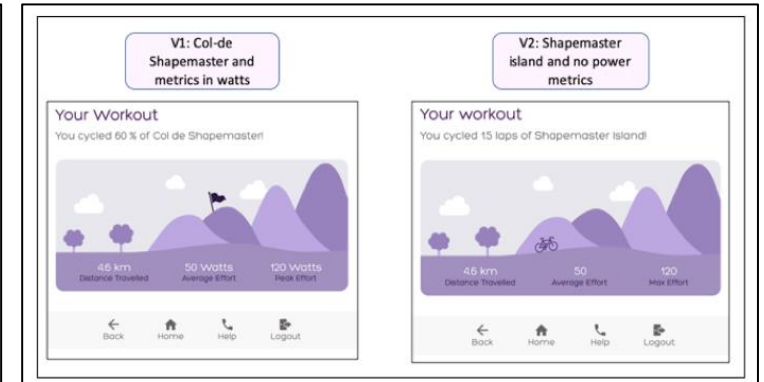 V1: Col-de
Shapemaster and
metrics in watts
Your Workout
You cycled 60 % of Col de Shapemaster!
4.6 km
50 Watts
120 Watts
Distance Travelled
Average Effort
Peak Effort
Back
Home
Help
Logout
V2: Shapemaster
island and no power
metrics
Your workout
You cycled 15 laps of Shapemaster Island!
4.6 km
50
120
Distance Travelled
Average Effort
Max Effort
Back
Home
Help
Logout